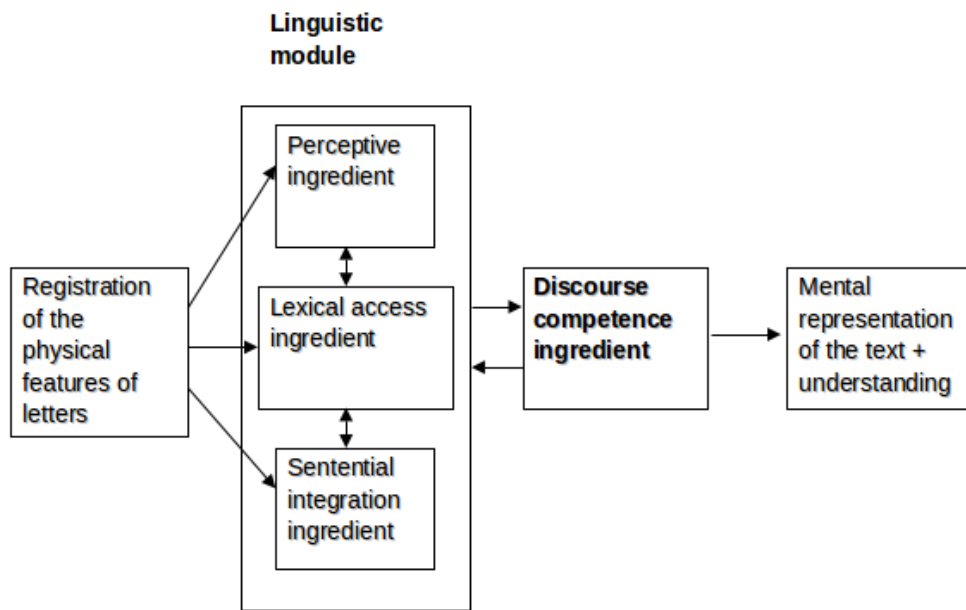 Linguistic
module
Perceptive
ingredient
Registration
of the
physical
features of
letters
Lexical access
ingredient
Sentential
integration
ingredient
Discourse
competence
ingredient
Mental
representation
of the text +
understanding